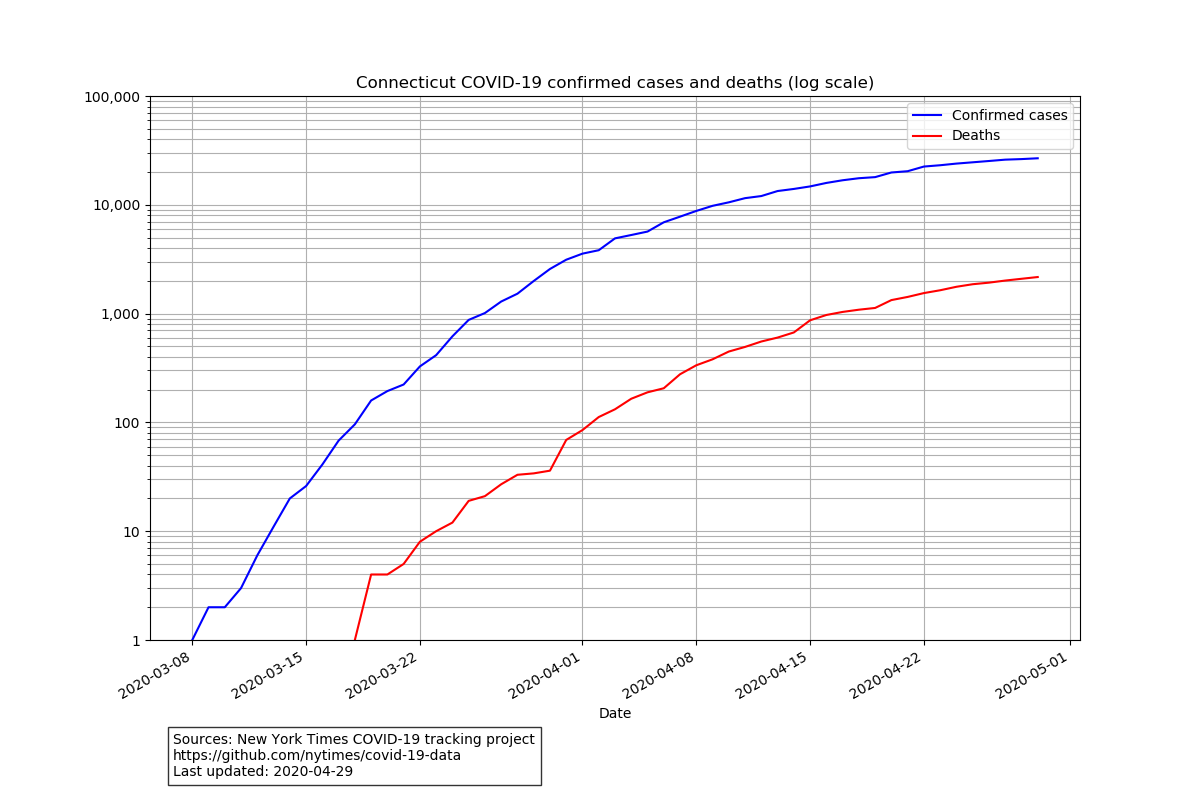 Connecticut COVID-19 confirmed cases and deaths (log scale)
100,000
10,000
1,000
100
10
1
Confirmed cases
Deaths
2020-03-08
2020-03-15
2020-03-22
2020-04-01
2020-04-08
2020-04-15
2020-04-22
2020-05-01
Date
Sources: New York Times COVID-19 tracking project
https://github.com/nytimes/covid-19-data
Last updated: 2020-04-29